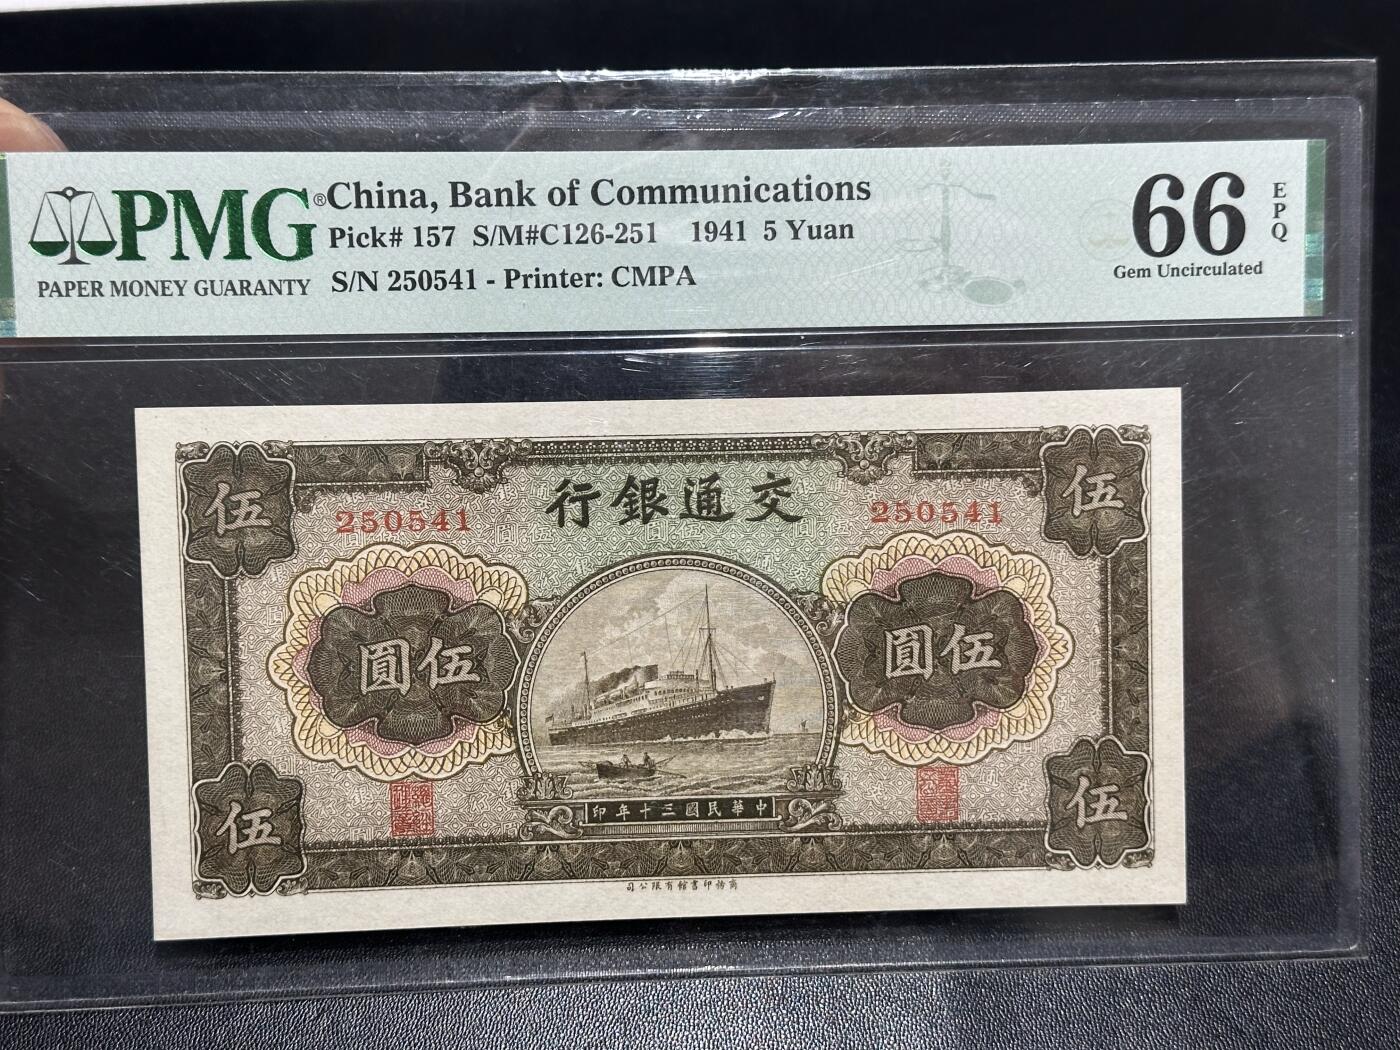 PMG®
PAPER MONEY GUARANTY
China, Bank of Communications
Pick# 157 S/M#C126-251 1941 5 Yuan
S/N 250541 - Printer: CMPA
66 EPQ
Gem Uncirculated
行銀通交
伍
伍
250541
250541
圓伍
圓伍
印年十三國民華中
伍
伍
司公限有館書印務商